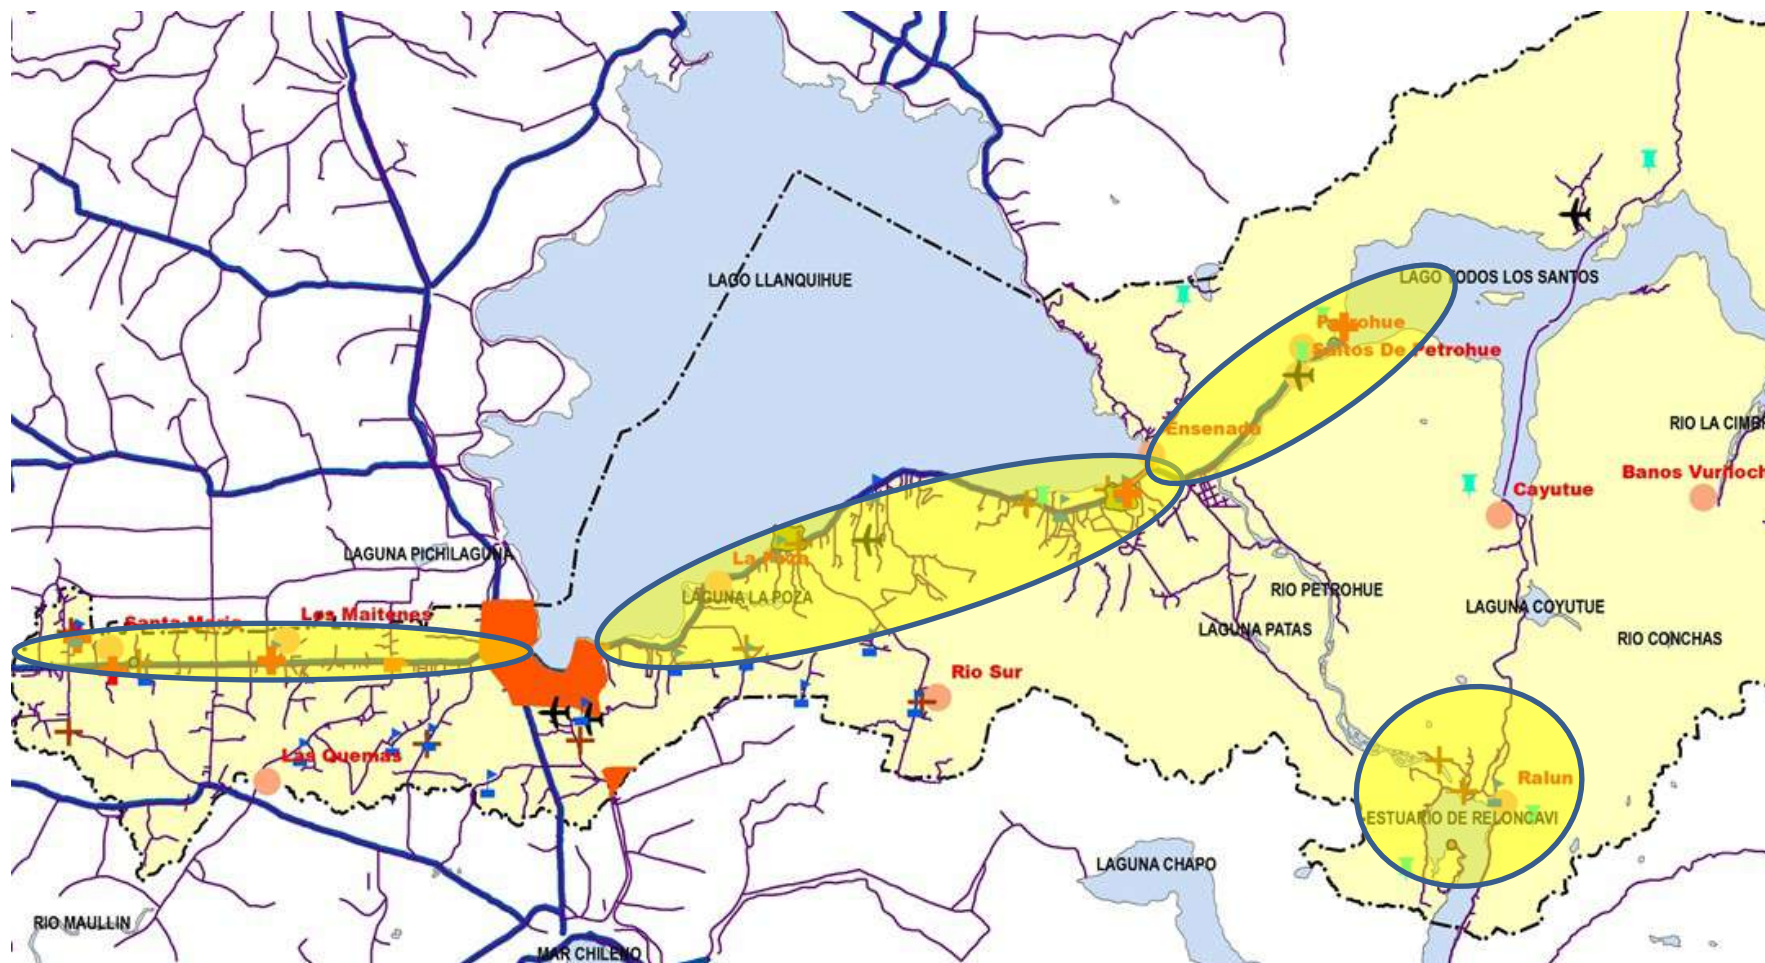 LAGO LLANQUIHUE
LAGO TODOS LOS SANTOS
Petrohue
Saltos De Petrohue
Ensenada
RIO LA CIMB
Banos Vuriloch
Cayutue
LAGUNA PICHILAGUNA
La Poza
LAGUNA LA POZA
RIO PETROHUE
LAGUNA COYUTUE
LAGUNA PATAS
RIO CONCHAS
Santa Maria
Los Maitenes
Rio Sur
Las Quemas
Ralun
ESTUARIO DE RELONCAVI
LAGUNA CHAPO
RIO MAULLIN
MAR CHILENO